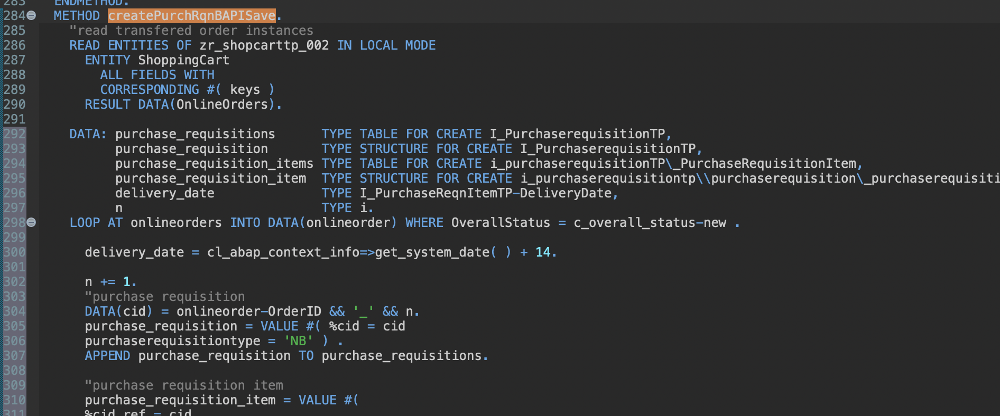 283 ENDMETHOD.
284 METHOD createPurchRqnBAPISave.
285 "read transfered order instances
286 READ ENTITIES OF zr_shopcarttp_002 IN LOCAL MODE
287 ENTITY ShoppingCart
288 ALL FIELDS WITH
289 CORRESPONDING #( keys )
290 RESULT DATA(OnlineOrders).
291
292 DATA: purchase_requisitions TYPE TABLE FOR CREATE I_PurchaserequisitionTP,
293 purchase_requisition TYPE STRUCTURE FOR CREATE I_PurchaserequisitionTP,
294 purchase_requisition_items TYPE TABLE FOR CREATE i_purchaserequisitionTP\_PurchaseRequisitionItem,
295 purchase_requisition_item TYPE STRUCTURE FOR CREATE i_purchaserequisitiontp\\purchaserequisition\_purchaserequisiti
296 delivery_date TYPE I_PurchaseReqnItemTP-DeliveryDate,
297 n TYPE i.
298 LOOP AT onlineorders INTO DATA(onlineorder) WHERE OverallStatus = c_overall_status-new .
299
300 delivery_date = cl_abap_context_info=>get_system_date( ) + 14.
301
302 n += 1.
303 "purchase requisition
304 DATA(cid) = onlineorder-OrderID && '_' && n.
305 purchase_requisition = VALUE #( %cid = cid
306 purchaserequisitiontype = 'NB' ) .
307 APPEND purchase_requisition TO purchase_requisitions.
308
309 "purchase requisition item
310 purchase_requisition_item = VALUE #(
311 %cid_ref = cid